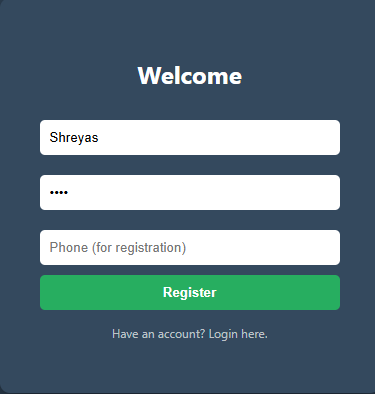 Welcome
Shreyas
••••
Phone (for registration)
Register
Have an account? Login here.